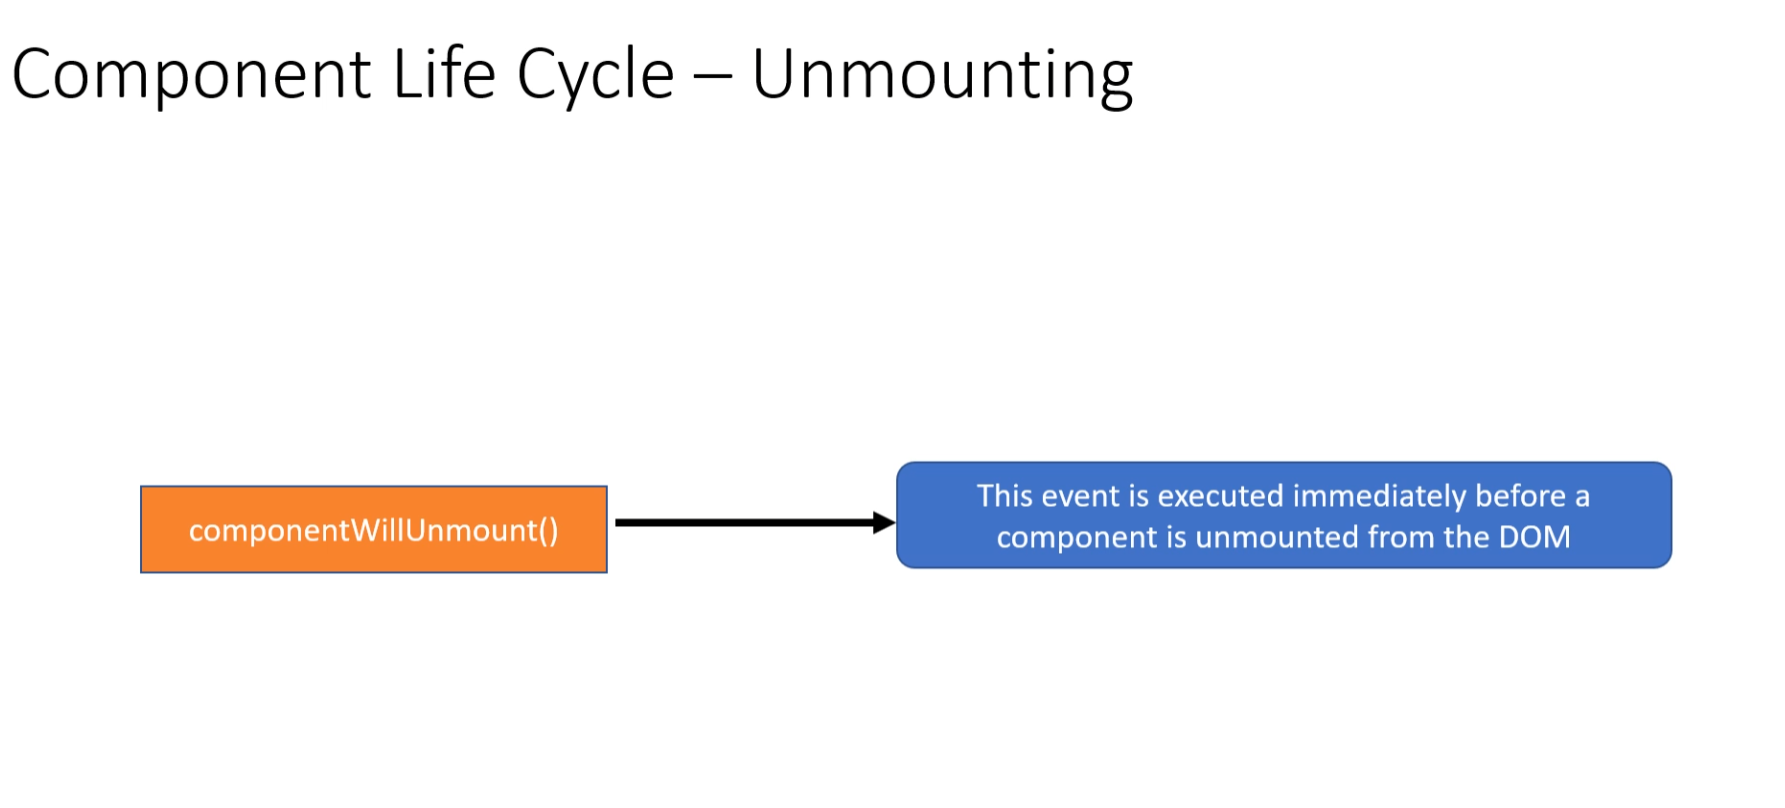 Component Life Cycle – Unmounting
componentWillUnmount()
This event is executed immediately before a
component is unmounted from the DOM